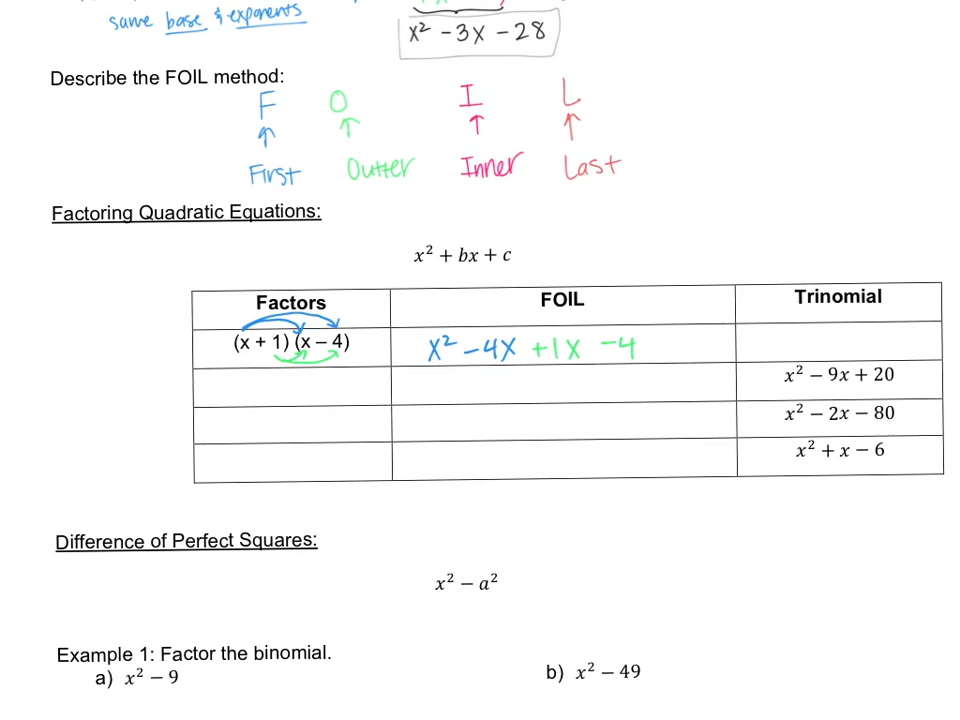 same base & exponents
x² - 3x - 28
Describe the FOIL method:
F O I L
First Outter Inner Last
Factoring Quadratic Equations:
x² + bx + c
Factors FOIL Trinomial
(x + 1) (x – 4) x² - 4x + 1x - 4
x² − 9x + 20
x² − 2x − 80
x² + x − 6
Difference of Perfect Squares:
x² − a²
Example 1: Factor the binomial.
a) x² − 9 b) x² − 49